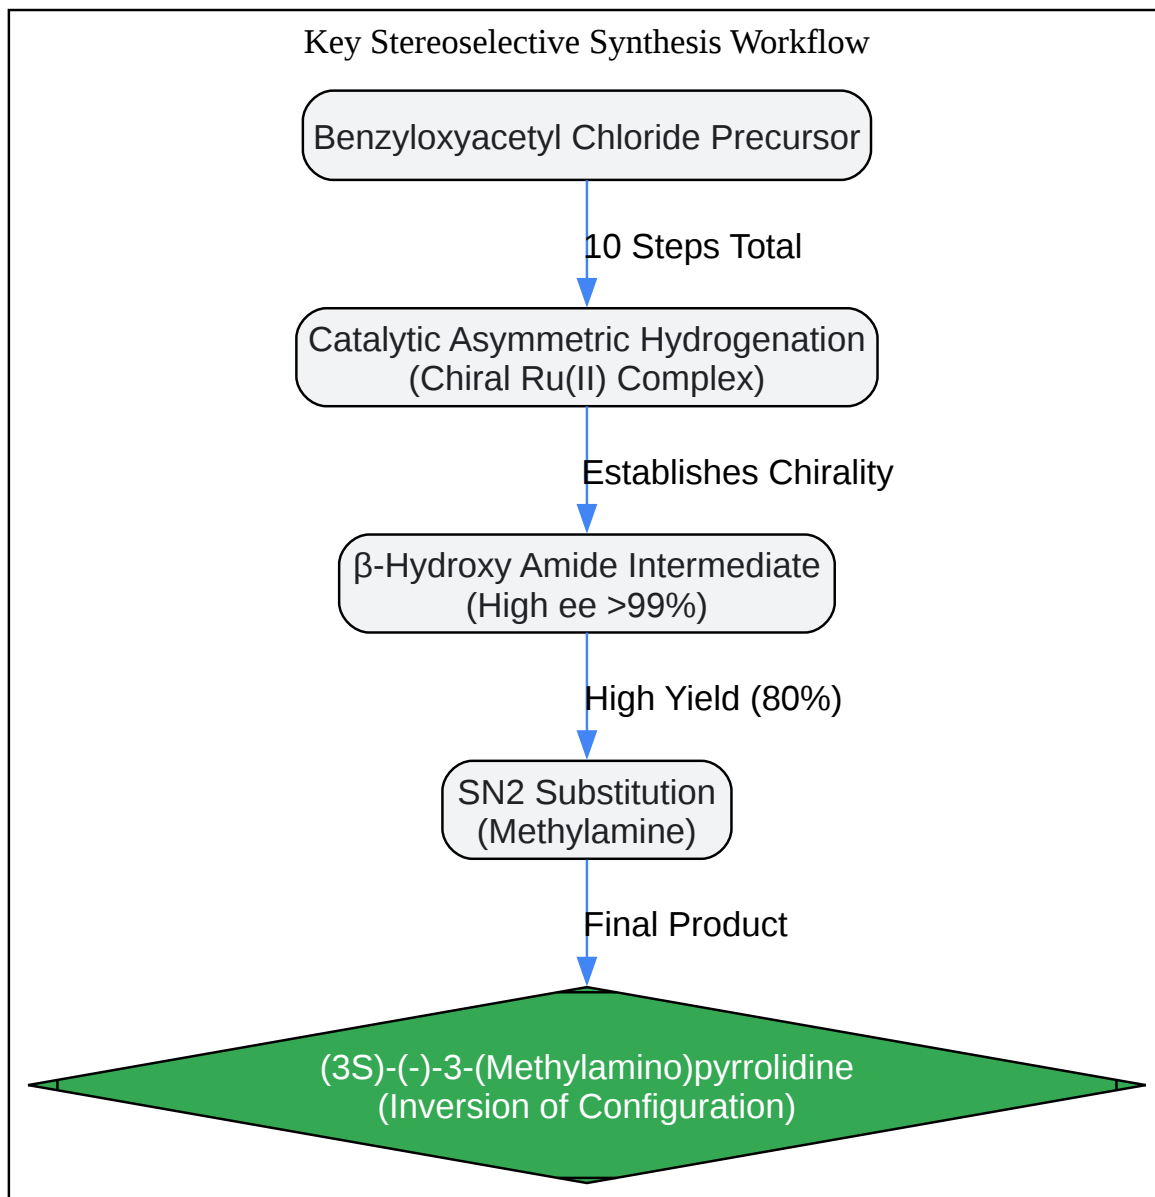 Key Stereoselective Synthesis Workflow
Benzyloxyacetyl Chloride Precursor
10 Steps Total
Catalytic Asymmetric Hydrogenation
(Chiral Ru(II) Complex)
Establishes Chirality
β-Hydroxy Amide Intermediate
(High ee >99%)
High Yield (80%)
SN2 Substitution
(Methylamine)
Final Product
(3S)-(-)-3-(Methylamino)pyrrolidine
(Inversion of Configuration)